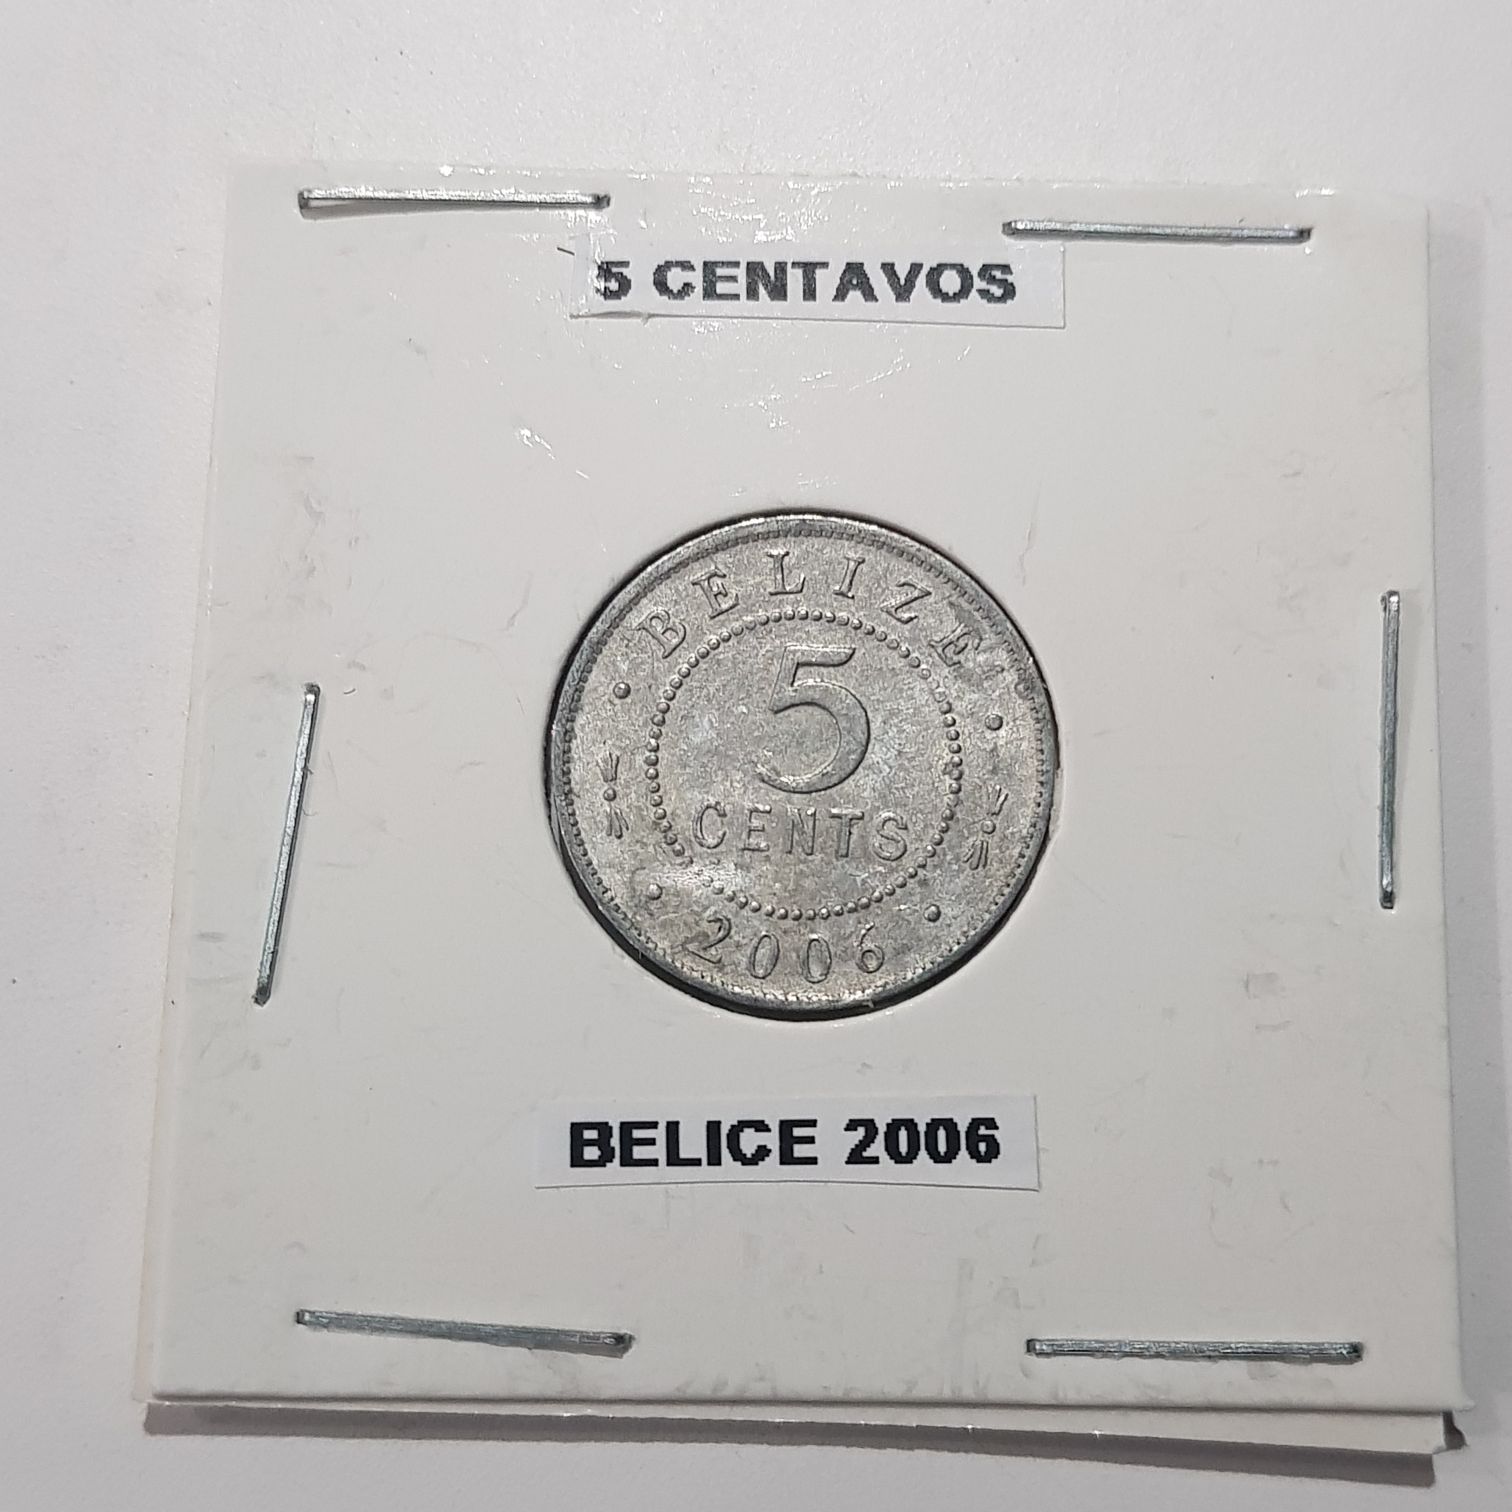 5 CENTAVOS
BELIZE
5
CENTS
2006
BELICE 2006